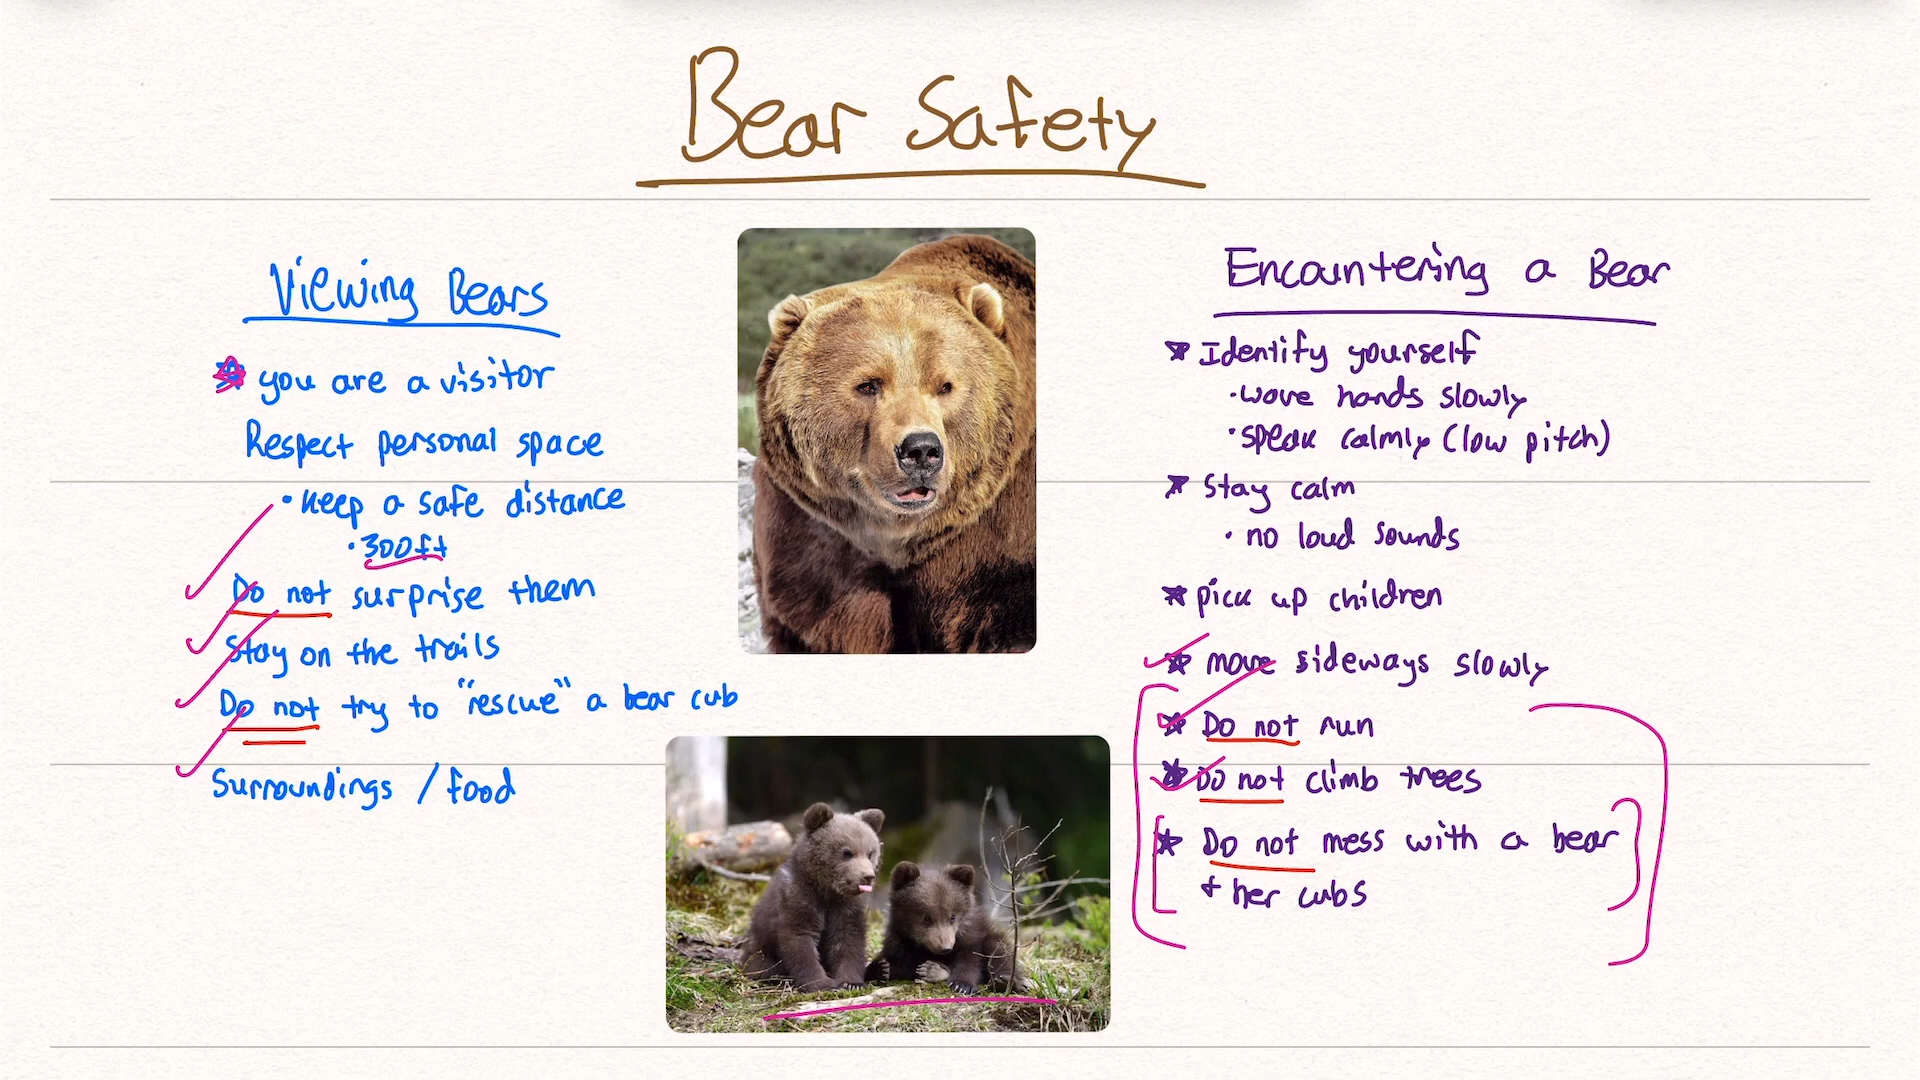 Bear Safety
Viewing Bears
you are a visitor
Respect personal space
• Keep a safe distance
• 300ft
Do not surprise them
Stay on the trails
Do not try to "rescue" a bear cub
Surroundings / food
Encountering a Bear
★ Identify yourself
• wave hands slowly
• speak calmly (low pitch)
★ Stay calm
• no loud sounds
★ pick up children
★ move sideways slowly
★ Do not run
★ Do not climb trees
★ Do not mess with a bear
+ her cubs